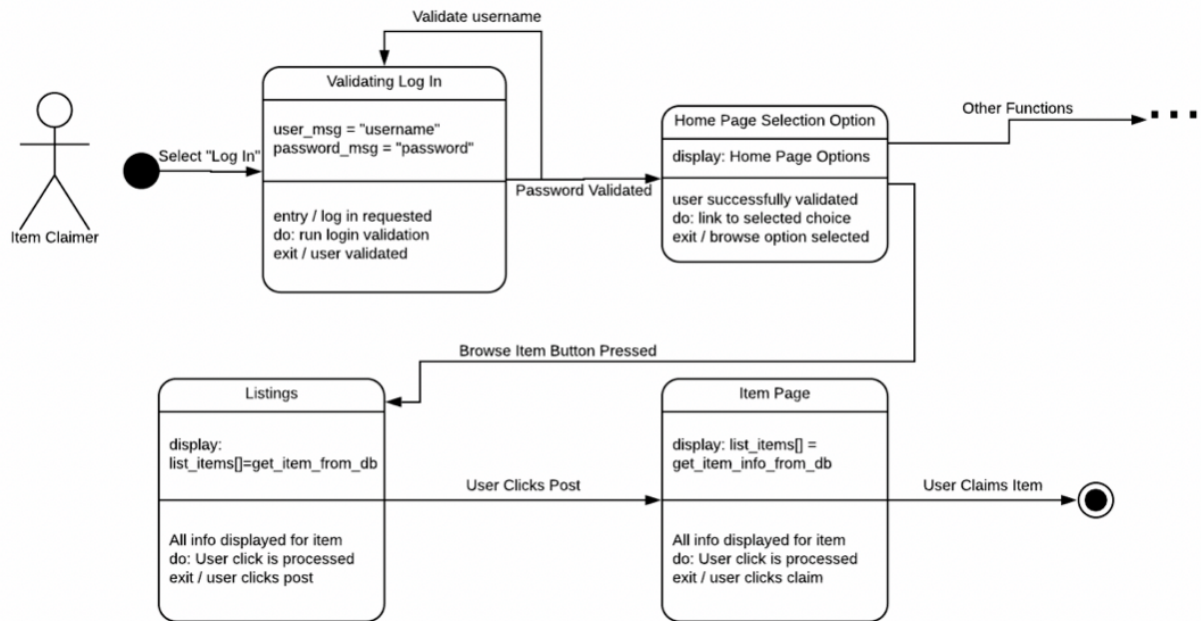 Validate username
Validating Log In
user_msg = "username"
password_msg = "password"
entry / log in requested
do: run login validation
exit / user validated
Item Claimer
Select "Log In"
Password Validated
Home Page Selection Option
display: Home Page Options
user successfully validated
do: link to selected choice
exit / browse option selected
Other Functions
Browse Item Button Pressed
Listings
display:
list_items[]=get_item_from_db
All info displayed for item
do: User click is processed
exit / user clicks post
User Clicks Post
Item Page
display: list_items[] =
get_item_info_from_db
All info displayed for item
do: User click is processed
exit / user clicks claim
User Claims Item